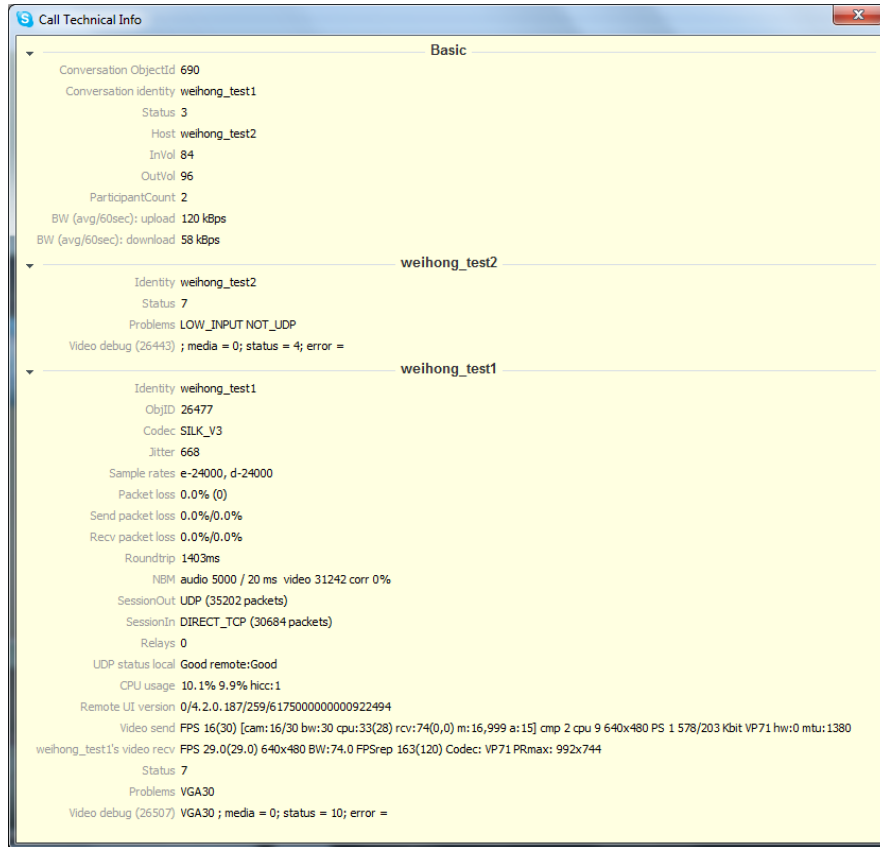 Call Technical Info
Basic
Conversation ObjectId 690
Conversation identity weihong_test1
Status 3
Host weihong_test2
InVol 84
OutVol 96
ParticipantCount 2
BW (avg/60sec): upload 120 kBps
BW (avg/60sec): download 58 kBps
weihong_test2
Identity weihong_test2
Status 7
Problems LOW_INPUT NOT_UDP
Video debug (26443) ; media = 0; status = 4; error =
weihong_test1
Identity weihong_test1
ObjID 26477
Codec SILK_V3
Jitter 668
Sample rates e-24000, d-24000
Packet loss 0.0% (0)
Send packet loss 0.0%/0.0%
Recv packet loss 0.0%/0.0%
Roundtrip 1403ms
NBM audio 5000 / 20 ms video 31242 corr 0%
SessionOut UDP (35202 packets)
SessionIn DIRECT_TCP (30684 packets)
Relays 0
UDP status local Good remote:Good
CPU usage 10.1% 9.9% hicc:1
Remote UI version 0/4.2.0.187/259/6175000000000922494
Video send FPS 16(30) [cam:16/30 bw:30 cpu:33(28) rcv:74(0,0) m:16,999 a:15] cmp 2 cpu 9 640x480 PS 1 578/203 Kbit VP71 hw:0 mtu:1380
weihong_test1's video recv FPS 29.0(29.0) 640x480 BW:74.0 FPSrep 163(120) Codec: VP71 PRmax: 992x744
Status 7
Problems VGA30
Video debug (26507) VGA30 ; media = 0; status = 10; error =